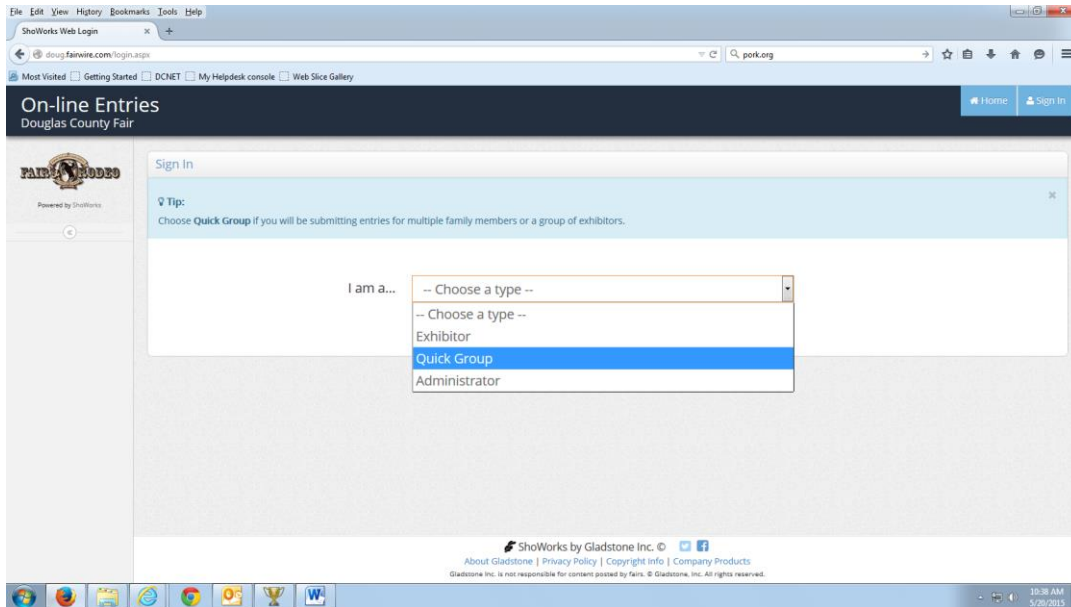 File Edit View History Bookmarks Tools Help
ShoWorks Web Login × +
doug.fairwire.com/login.aspx pork.org
Most Visited Getting Started DCNET My Helpdesk console Web Slice Gallery
On-line Entries
Douglas County Fair
Home Sign In
FAIR & RODEO
Powered by ShoWorks
Sign In
Tip:
Choose Quick Group if you will be submitting entries for multiple family members or a group of exhibitors.
I am a... -- Choose a type --
-- Choose a type --
Exhibitor
Quick Group
Administrator
ShoWorks by Gladstone Inc. ©
About Gladstone | Privacy Policy | Copyright Info | Company Products
Gladstone Inc. is not responsible for content posted by fairs. © Gladstone, Inc. All rights reserved.
10:38 AM
5/20/2015